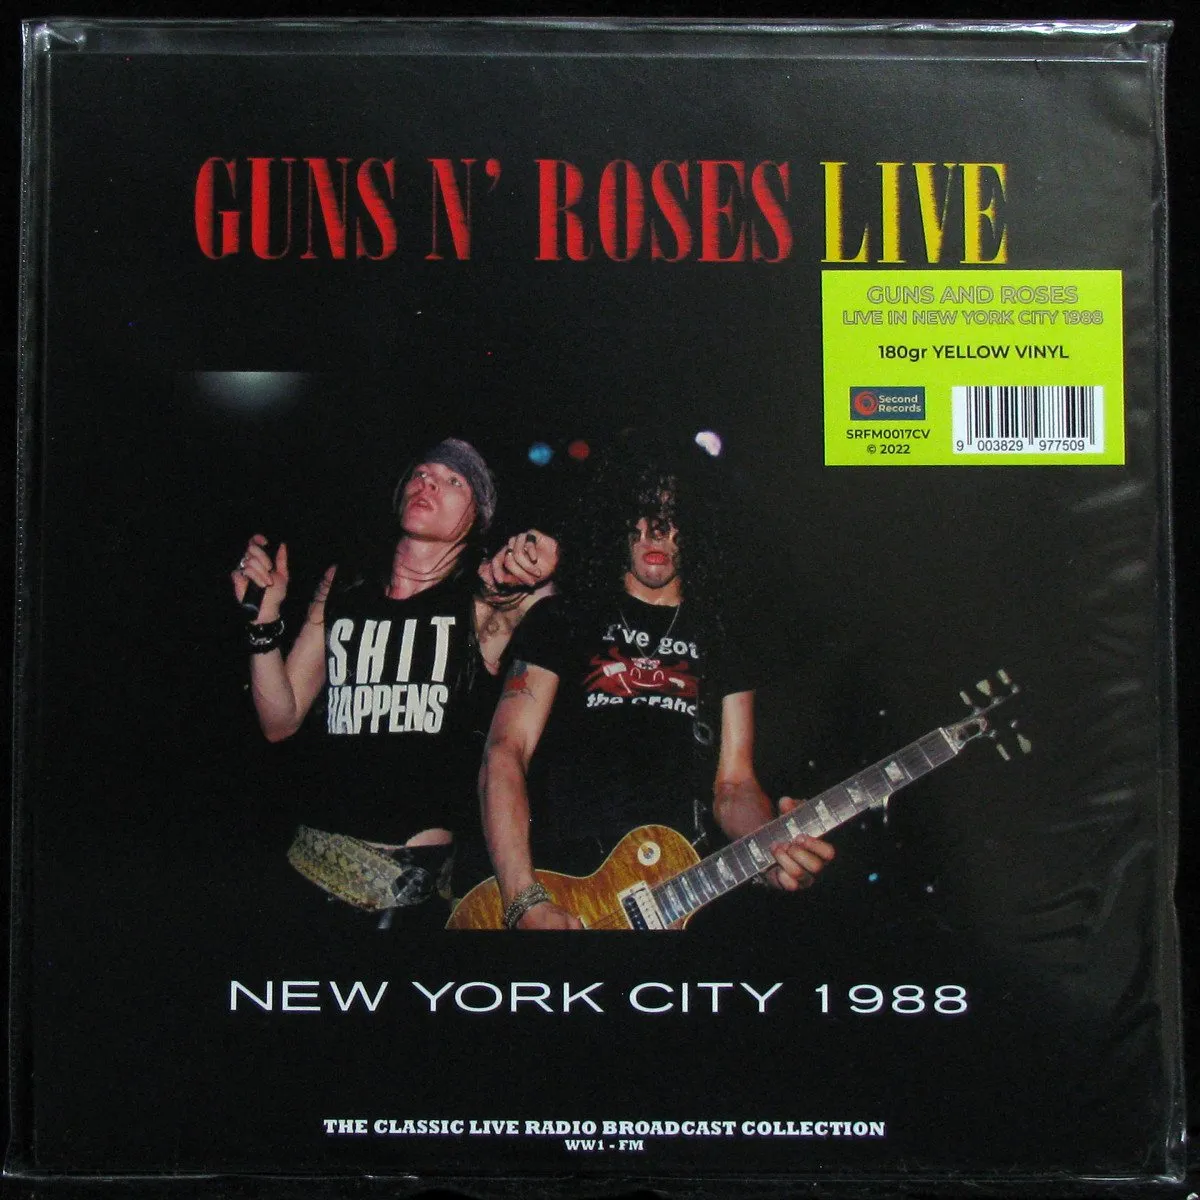 GUNS N' ROSES LIVE
GUNS AND ROSES
LIVE IN NEW YORK CITY 1988
180gr YELLOW VINYL
Second
Records
SRFM0017CV
© 2022
9 003829 977509
SHIT
HAPPENS
I've got
the
NEW YORK CITY 1988
THE CLASSIC LIVE RADIO BROADCAST COLLECTION
WW1 - FM